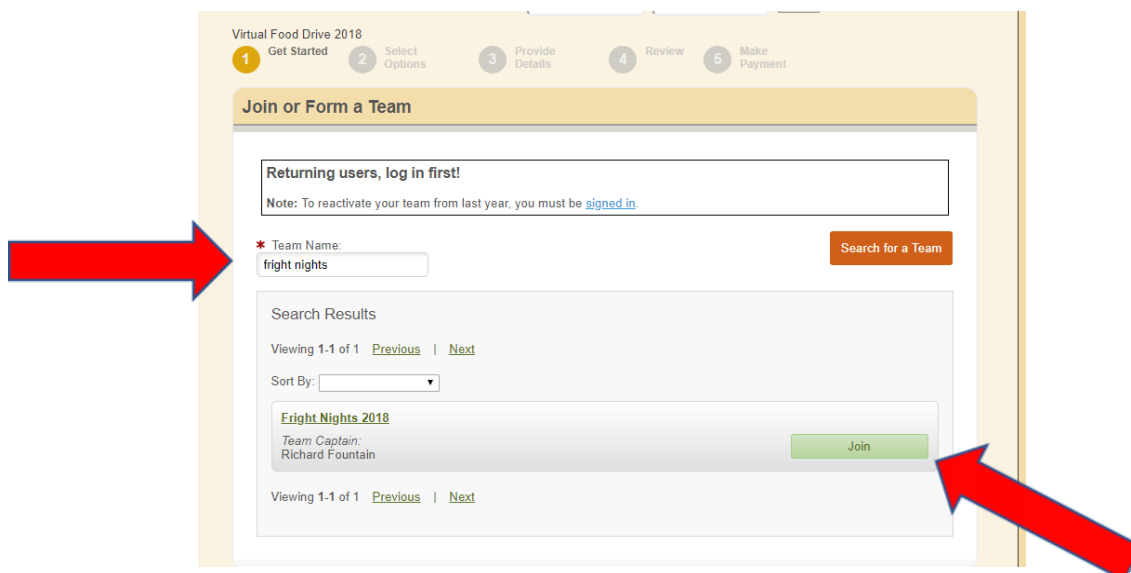 Virtual Food Drive 2018
1 Get Started 2 Select Options 3 Provide Details 4 Review 5 Make Payment
Join or Form a Team
Returning users, log in first!
Note: To reactivate your team from last year, you must be signed in.
* Team Name:
fright nights
Search for a Team
Search Results
Viewing 1-1 of 1 Previous | Next
Sort By:
Fright Nights 2018
Team Captain:
Richard Fountain
Join
Viewing 1-1 of 1 Previous | Next